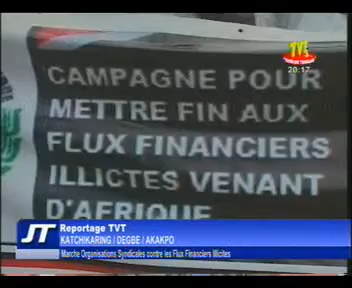 TVT
20:17
CAMPAGNE POUR
METTRE FIN AUX
FLUX FINANCIERS
ILLICTES VENANT
D'AFRIQUE
JT
Reportage TVT
KATCHIKARING / DEGBE / AKAKPO
Marche Organisations Syndicales contre les Flux Financiers Illicites